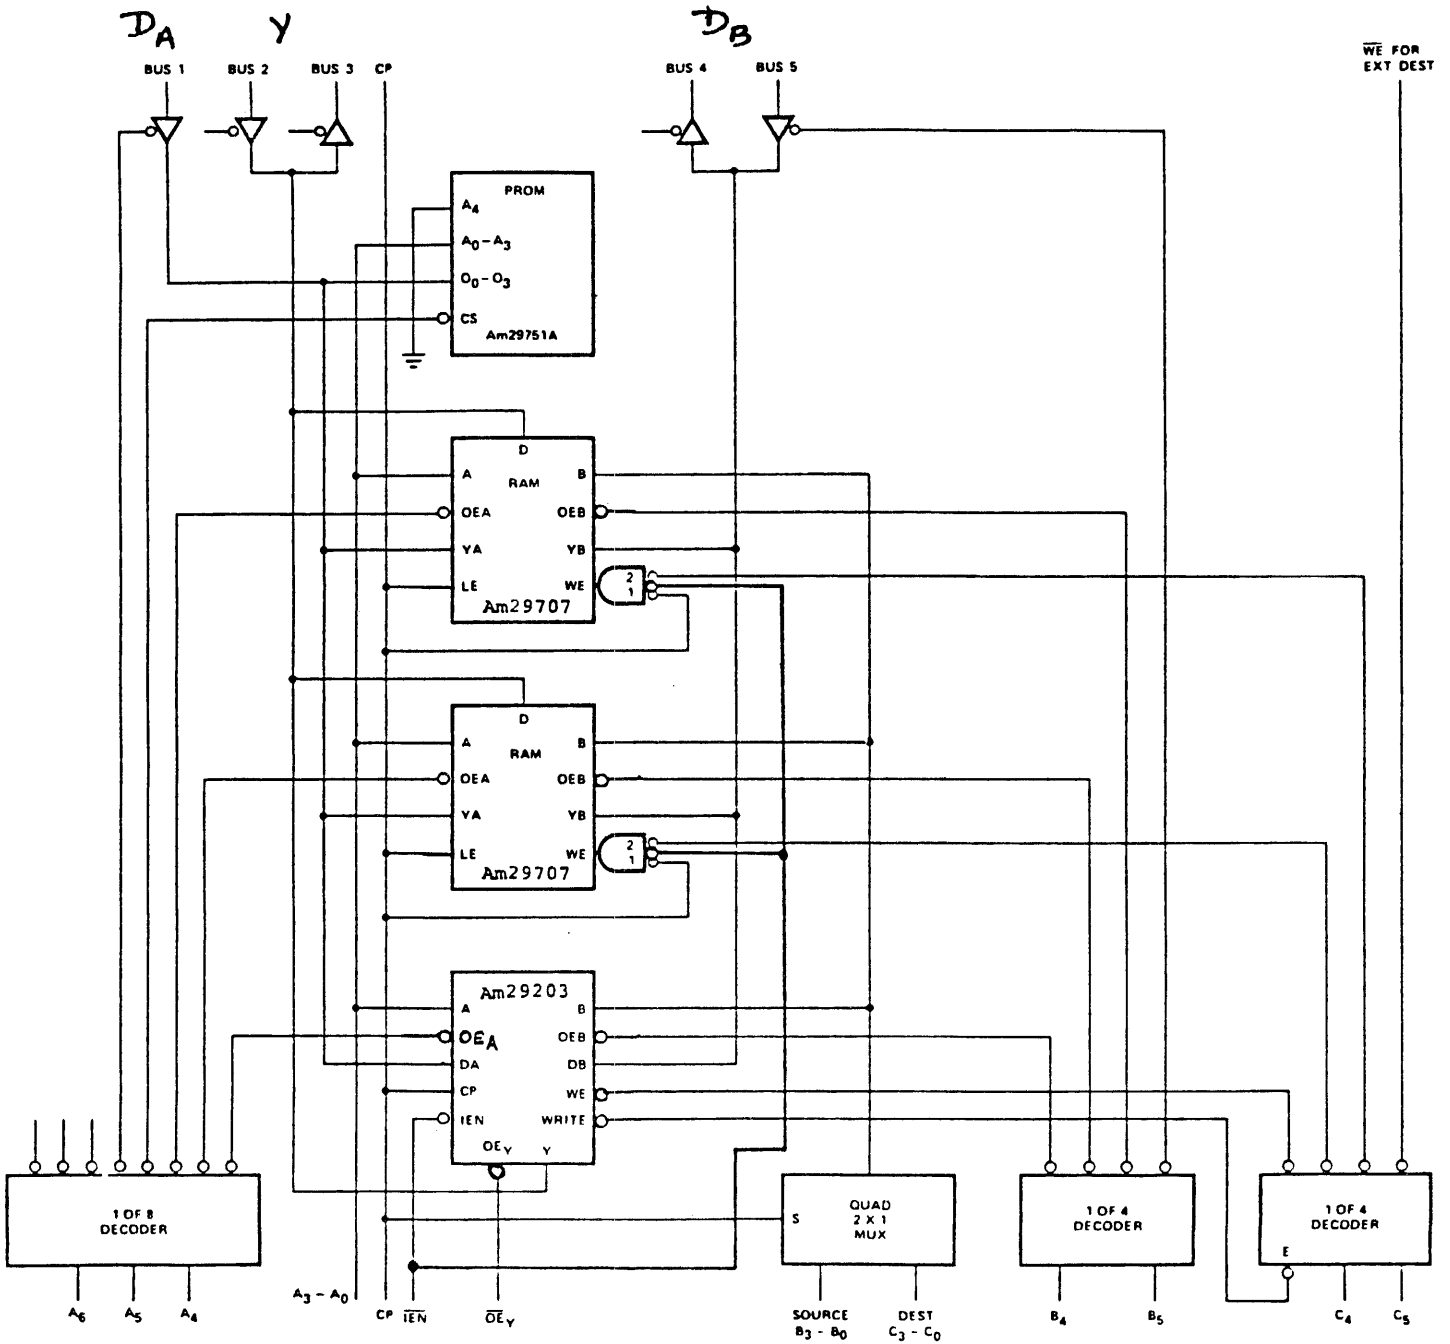 D_A Y D_B
BUS 1 BUS 2 BUS 3 CP BUS 4 BUS 5 WE FOR
EXT DEST
PROM
A4
A0-A3
O0-O3
CS
Am29751A
D
A B
RAM
OEA OEB
YA YB
LE WE 2
1
Am29707
D
A B
RAM
OEA OEB
YA YB
LE WE 2
1
Am29707
Am29203
A B
OEA OEB
DA DB
CP WE
IEN WRITE
OEY Y
1 OF 8
DECODER
S QUAD
2 X 1
MUX
1 OF 4
DECODER
1 OF 4
DECODER
E
A6 A5 A4 A3-A0 CP IEN OEY SOURCE
B3-B0 DEST
C3-C0 B4 B5 C4 C5